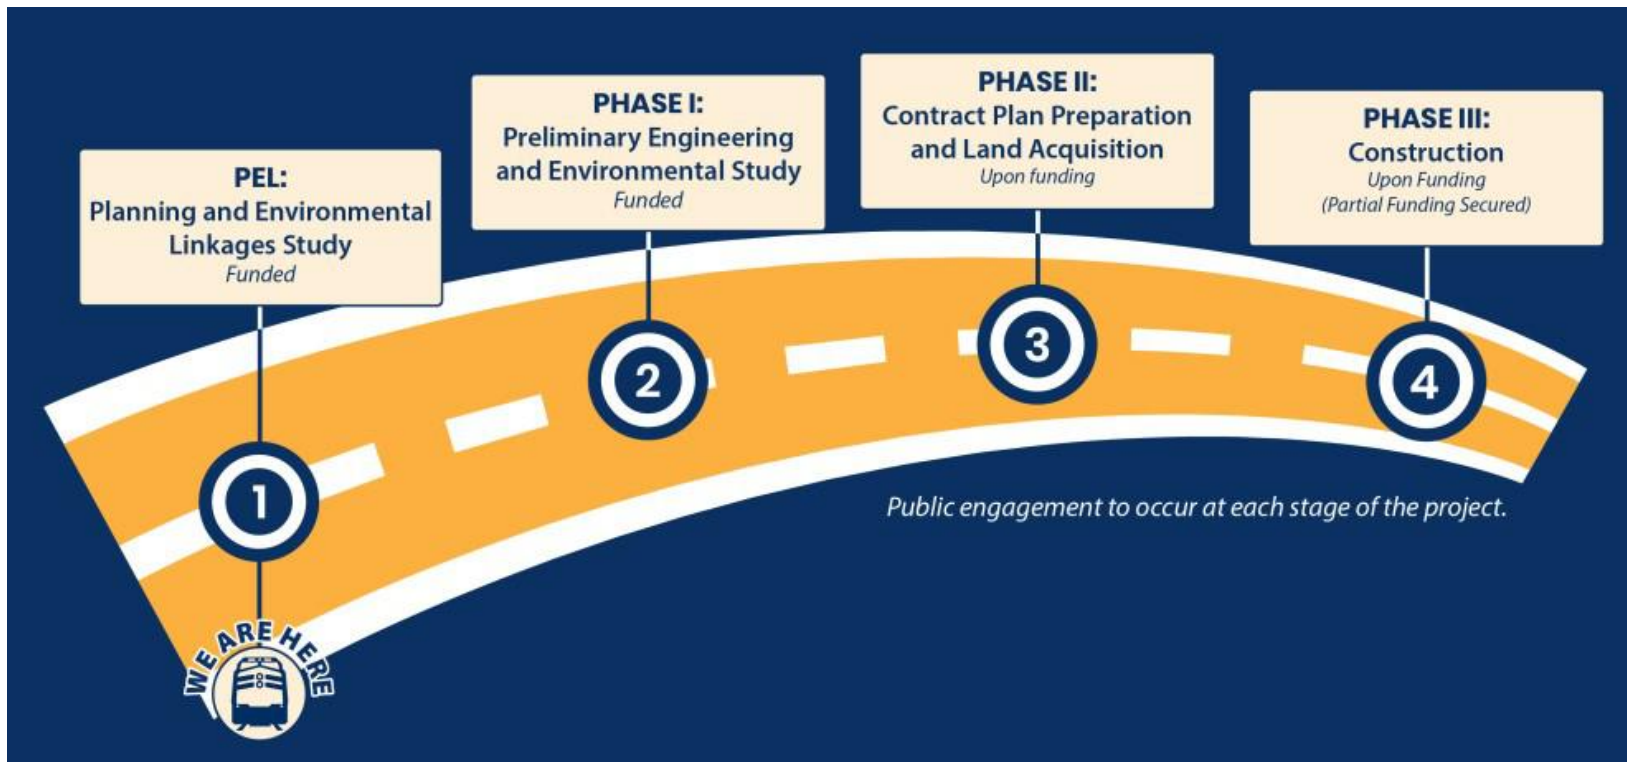 PEL:
Planning and Environmental
Linkages Study
Funded
1
WE ARE HERE
PHASE I:
Preliminary Engineering
and Environmental Study
Funded
2
PHASE II:
Contract Plan Preparation
and Land Acquisition
Upon funding
3
PHASE III:
Construction
Upon Funding
(Partial Funding Secured)
4
Public engagement to occur at each stage of the project.